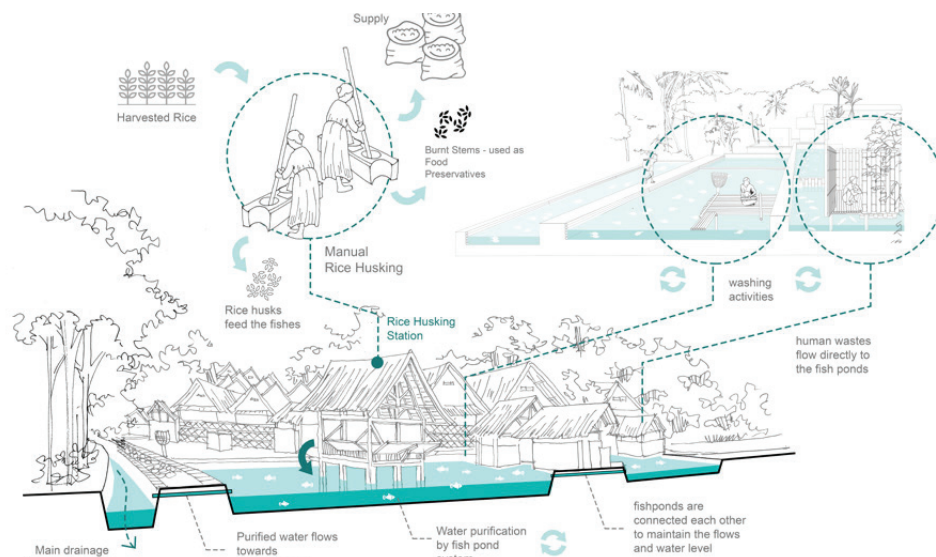 Supply
Harvested Rice
Burnt Stems - used as
Food
Preservatives
Manual
Rice Husking
Rice husks
feed the fishes
Rice Husking
Station
washing
activities
human wastes
flow directly to
the fish ponds
Main drainage
Purified water flows
towards
Water purification
by fish pond
fishponds are
connected each other
to maintain the flows
and water level